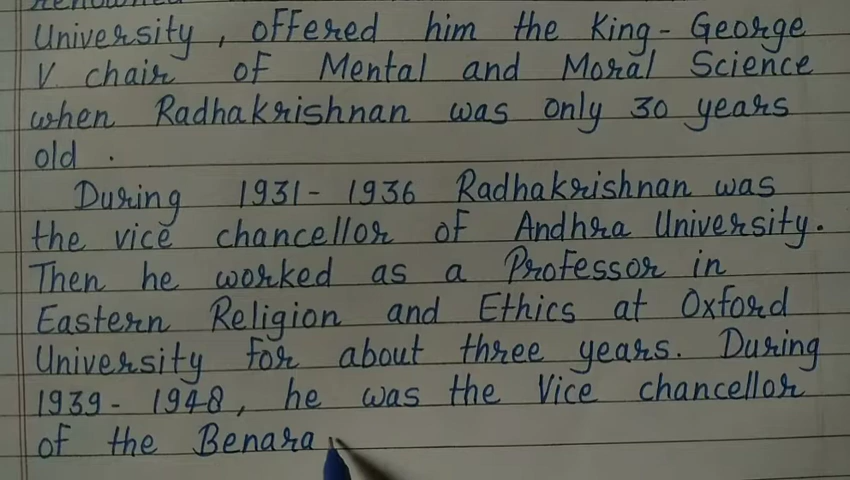 University, offered him the King-George
V chair of Mental and Moral Science
when Radhakrishnan was only 30 years
old.
During 1931-1936 Radhakrishnan was
the vice chancellor of Andhra University.
Then he worked as a Professor in
Eastern Religion and Ethics at Oxford
University for about three years. During
1939-1948, he was the Vice chancellor
of the Benara